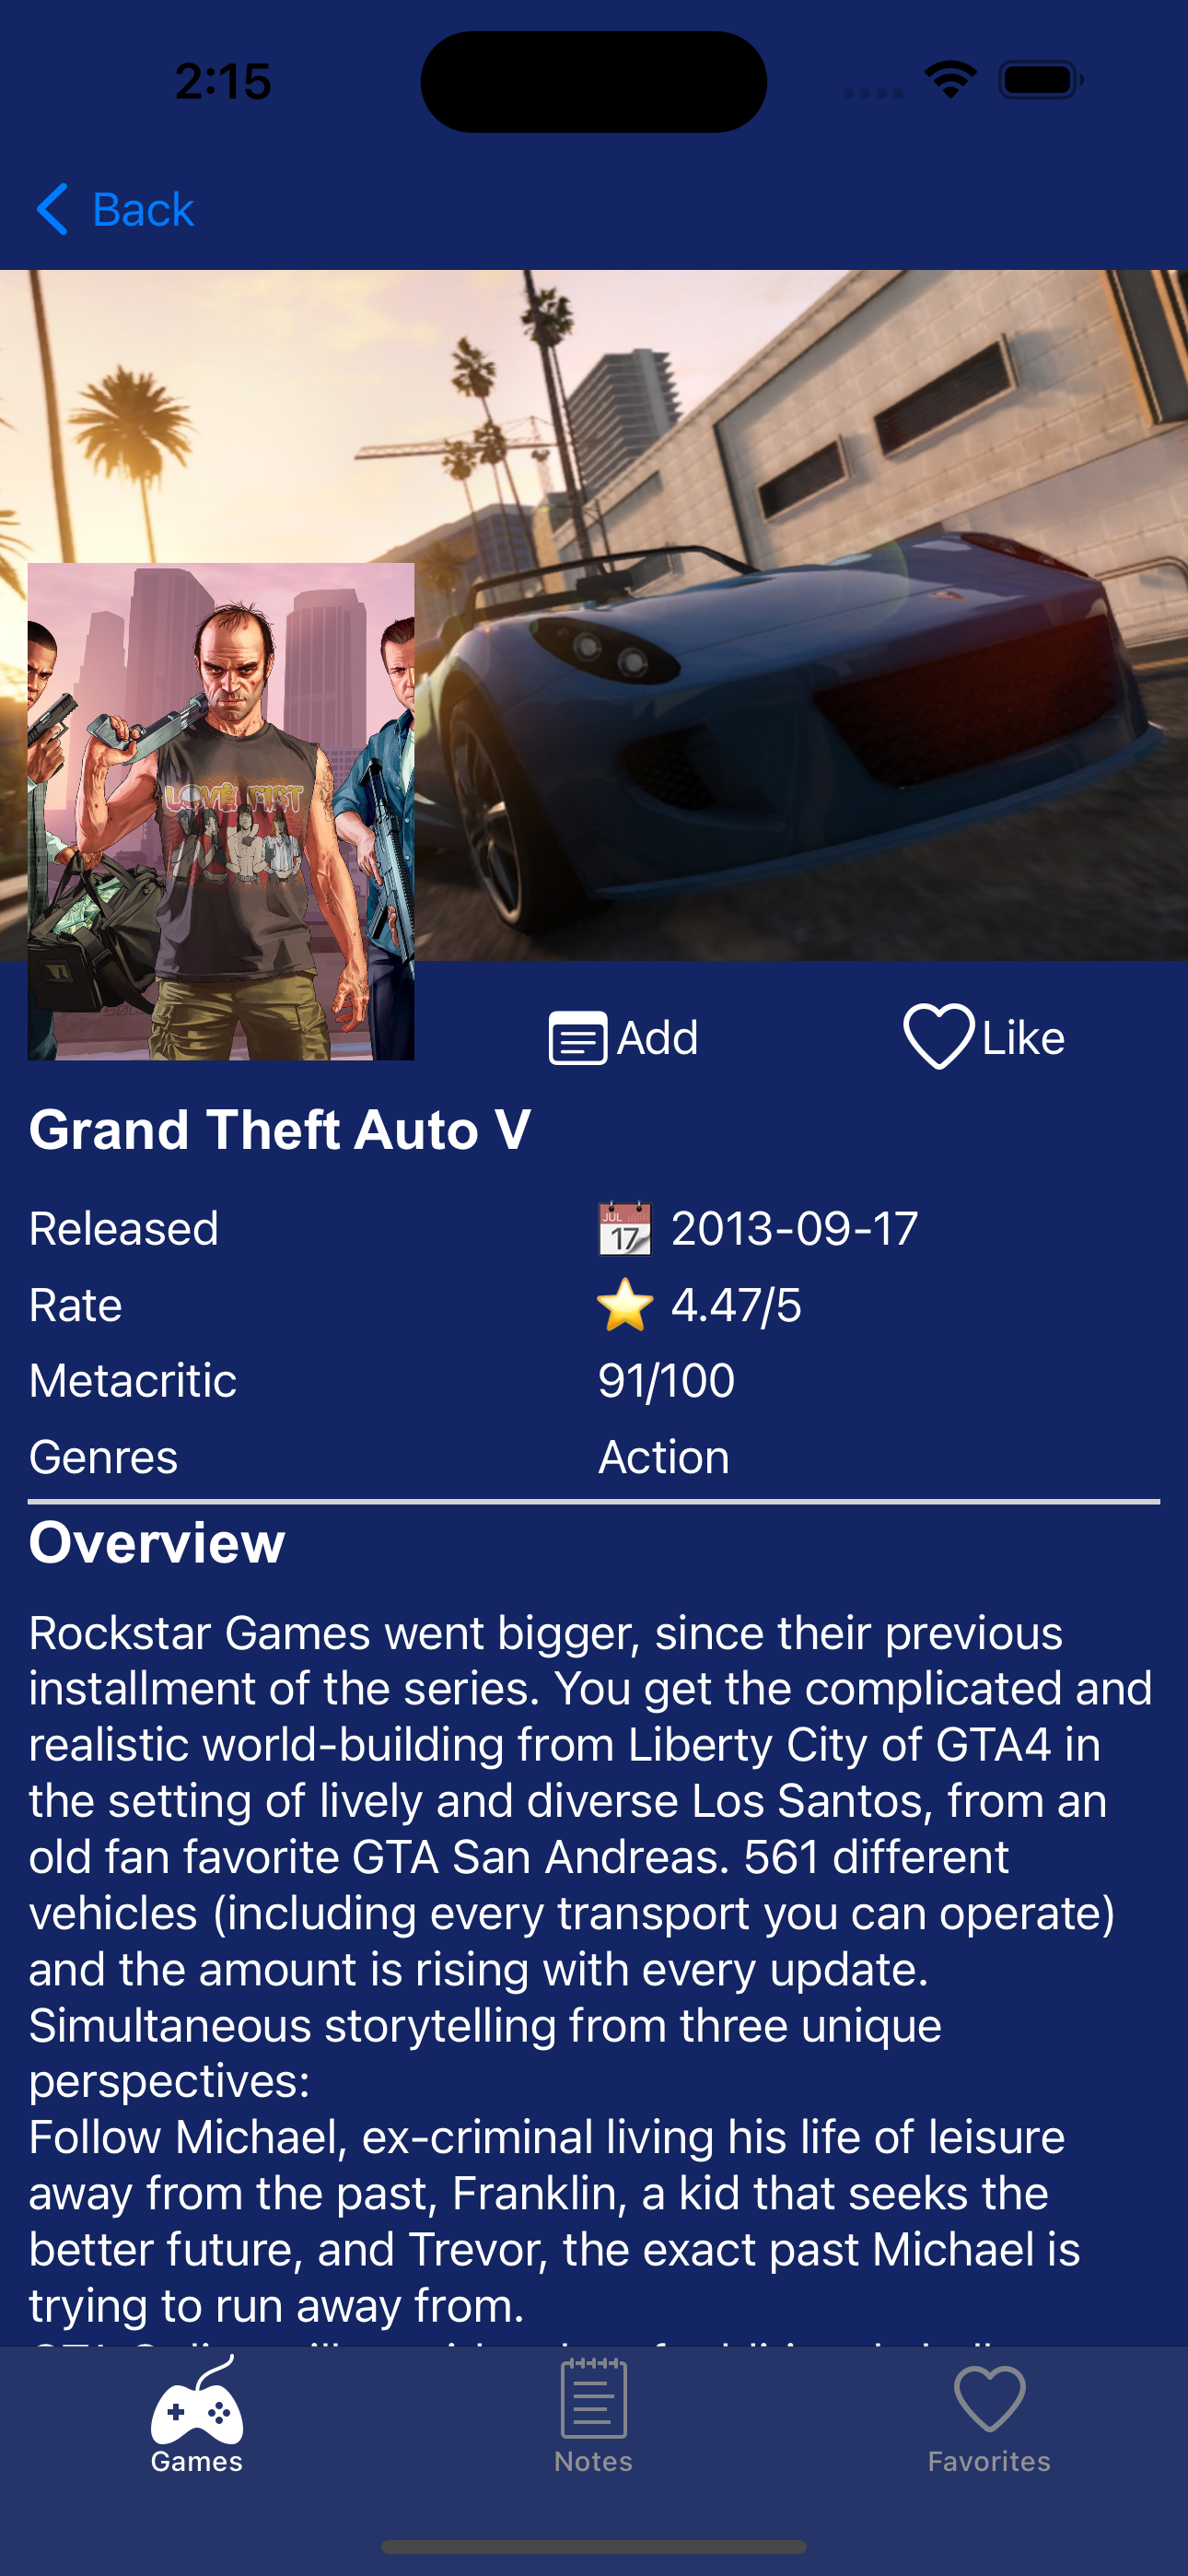 2:15
Back
LOVE FIST
Add
Like
Grand Theft Auto V
Released
JUL
17
2013-09-17
Rate
4.47/5
Metacritic
91/100
Genres
Action
Overview
Rockstar Games went bigger, since their previous
installment of the series. You get the complicated and
realistic world-building from Liberty City of GTA4 in
the setting of lively and diverse Los Santos, from an
old fan favorite GTA San Andreas. 561 different
vehicles (including every transport you can operate)
and the amount is rising with every update.
Simultaneous storytelling from three unique
perspectives:
Follow Michael, ex-criminal living his life of leisure
away from the past, Franklin, a kid that seeks the
better future, and Trevor, the exact past Michael is
trying to run away from.
Games
Notes
Favorites